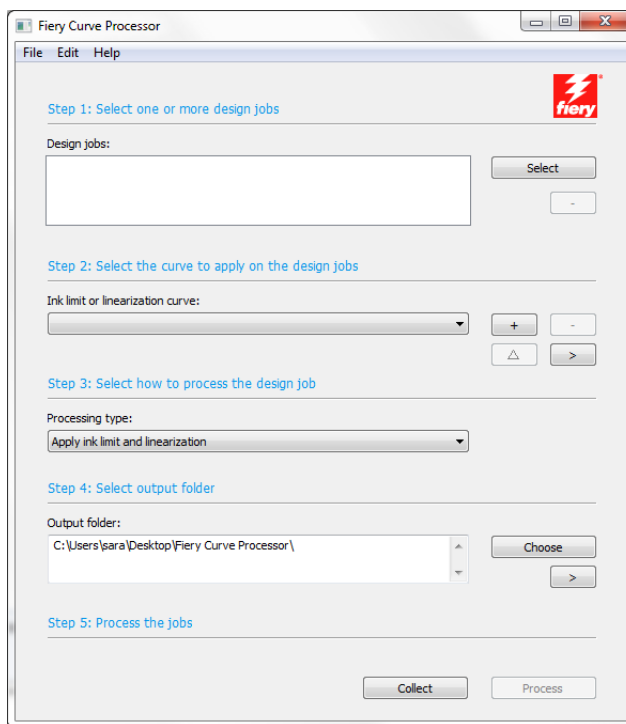 Fiery Curve Processor
File Edit Help
fiery
Step 1: Select one or more design jobs
Design jobs:
Select
-
Step 2: Select the curve to apply on the design jobs
Ink limit or linearization curve:
+ -
△ >
Step 3: Select how to process the design job
Processing type:
Apply ink limit and linearization
Step 4: Select output folder
Output folder:
C:\Users\sara\Desktop\Fiery Curve Processor\
Choose
>
Step 5: Process the jobs
Collect Process